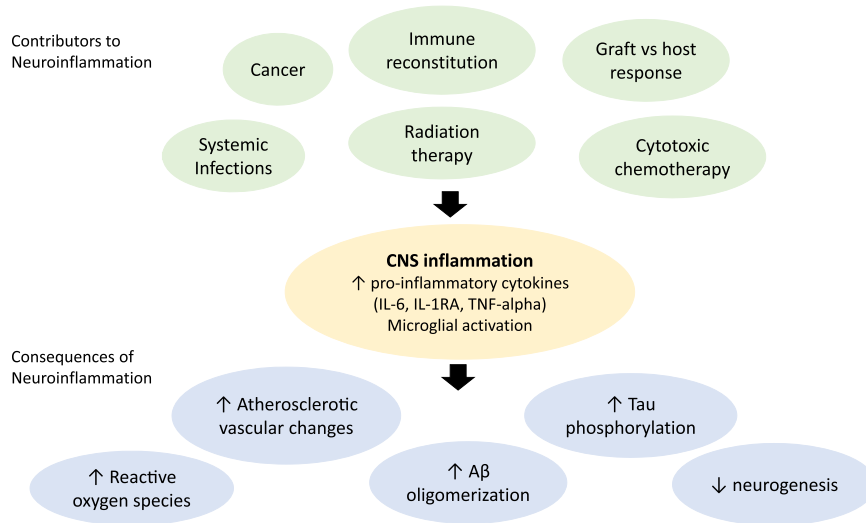 Contributors to
Neuroinflammation
Cancer
Immune
reconstitution
Graft vs host
response
Systemic
Infections
Radiation
therapy
Cytotoxic
chemotherapy
CNS inflammation
↑ pro-inflammatory cytokines
(IL-6, IL-1RA, TNF-alpha)
Microglial activation
Consequences of
Neuroinflammation
↑ Atherosclerotic
vascular changes
↑ Tau
phosphorylation
↑ Reactive
oxygen species
↑ Aβ
oligomerization
↓ neurogenesis